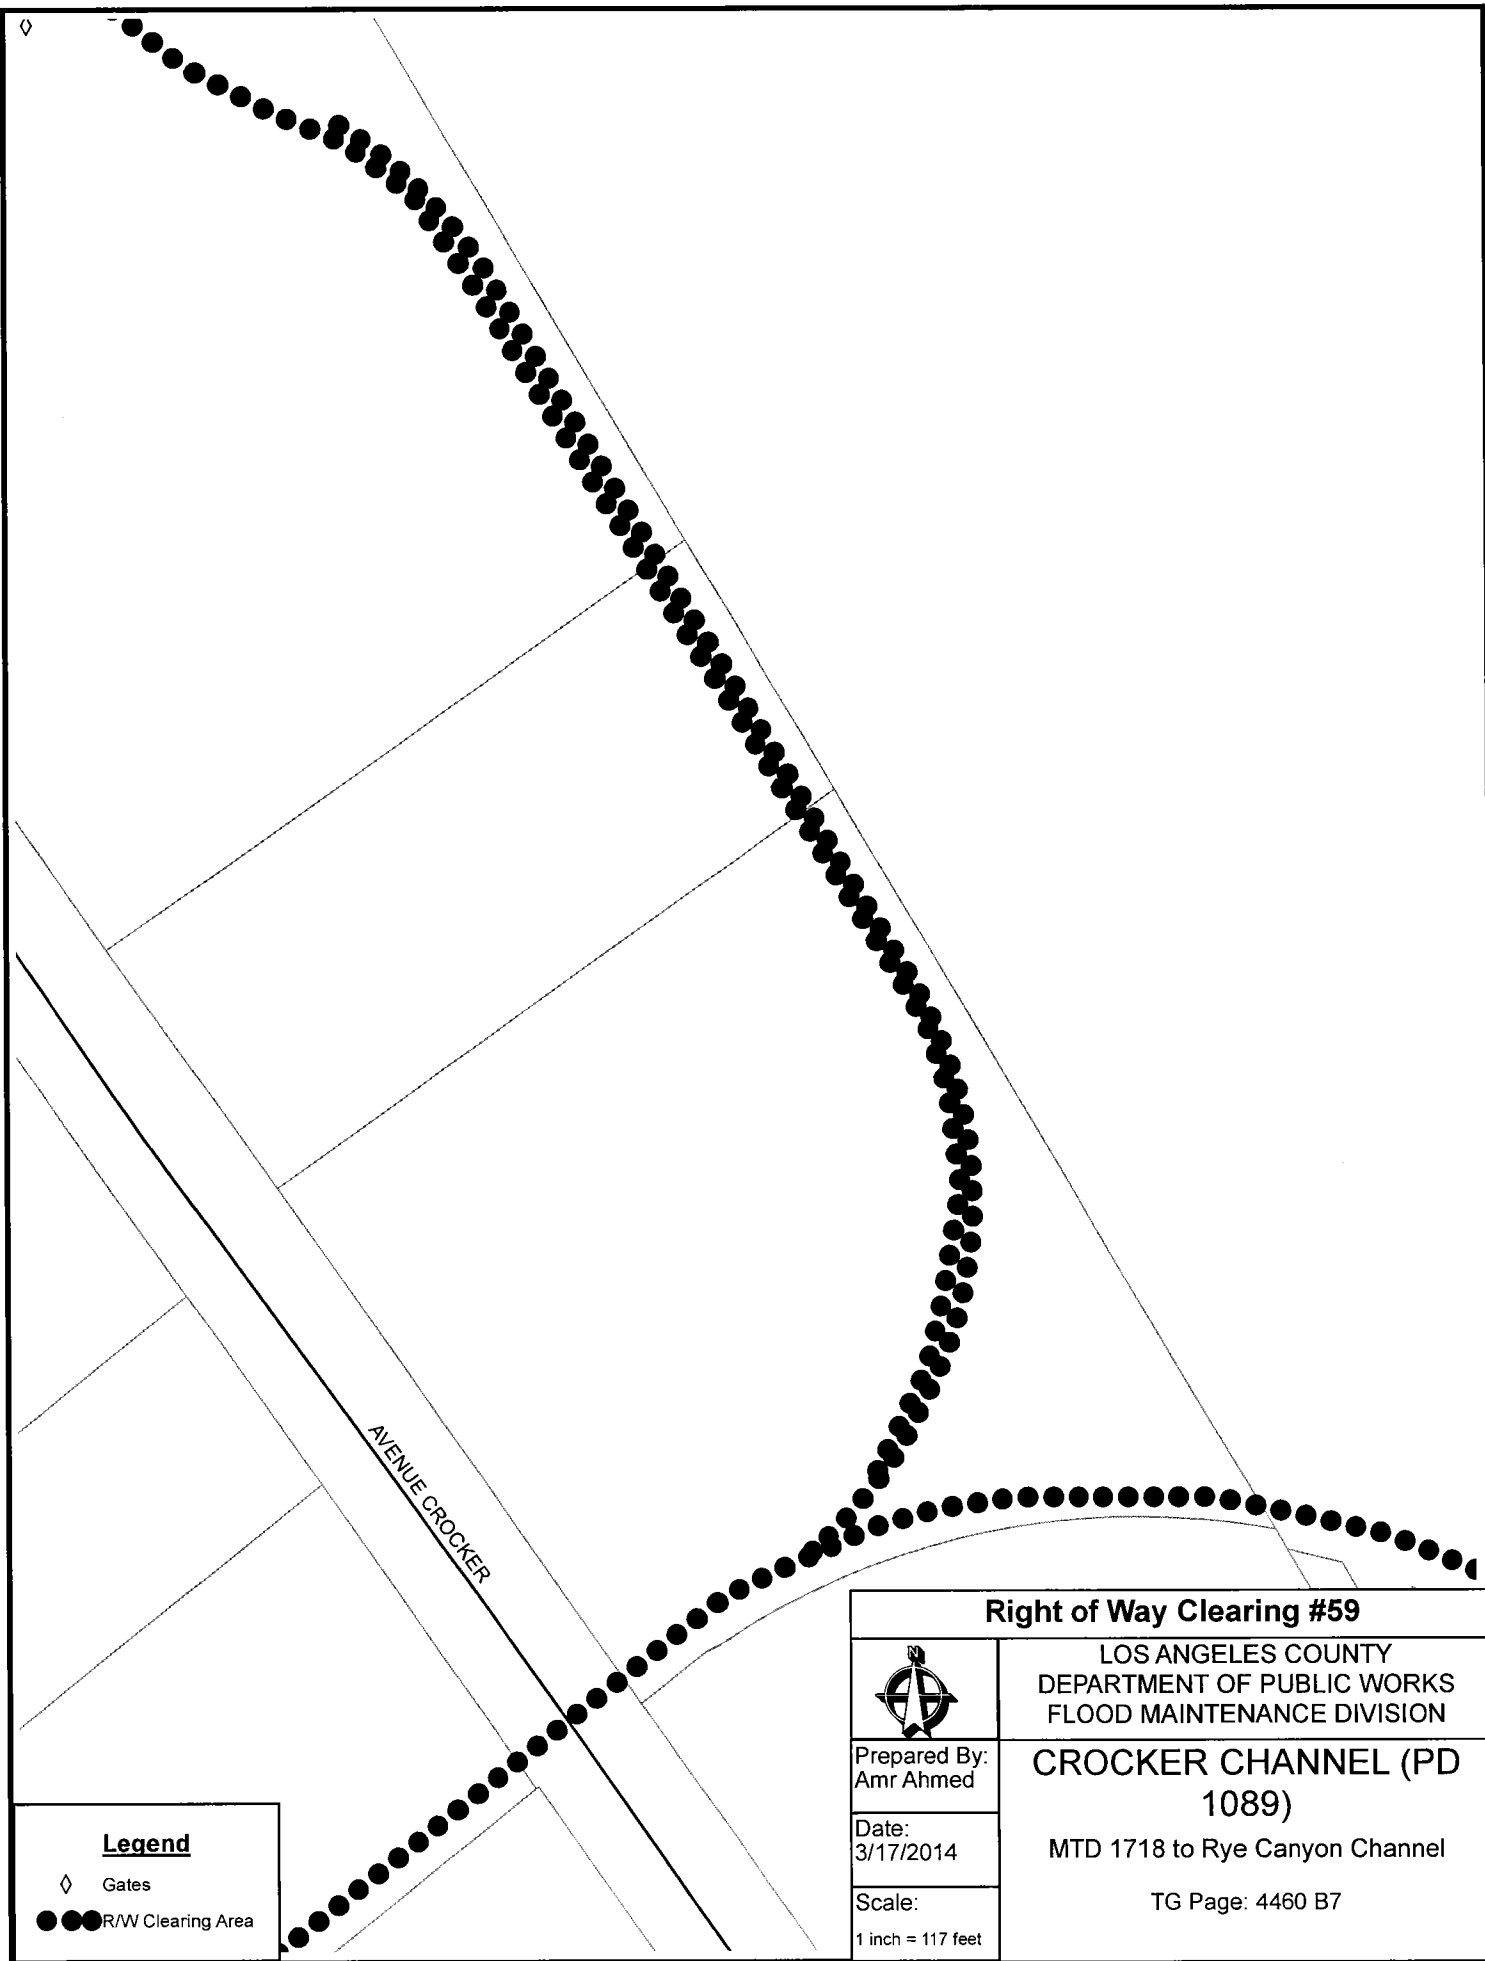 AVENUE CROCKER
Right of Way Clearing #59
N
LOS ANGELES COUNTY
DEPARTMENT OF PUBLIC WORKS
FLOOD MAINTENANCE DIVISION
Prepared By:
Amr Ahmed
CROCKER CHANNEL (PD
1089)
Date:
3/17/2014
MTD 1718 to Rye Canyon Channel
Scale:
1 inch = 117 feet
TG Page: 4460 B7
Legend
Gates
R/W Clearing Area